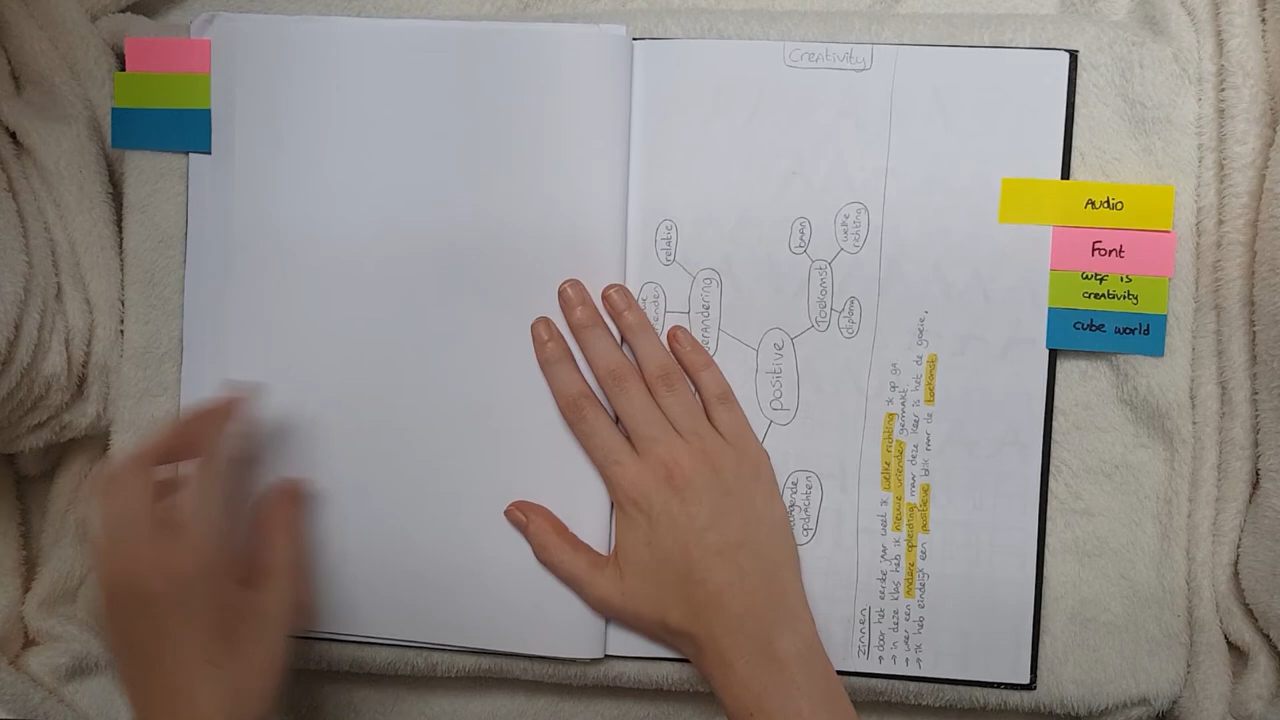 Creativity
relatie
verandering
positive
Toekomst
baan
welke
richting
diploma
opdrachten
Zinnen
→ door het eerste jaar weet ik welke richting ik op ga
→ in deze klas heb ik nieuwe vrienden gemaakt.
→ weer een andere opleiding maar deze keer is het de goeie.
→ ik heb eindelijk een positieve blik naar de toekomst
Audio
Font
wtf is
creativity
cube world